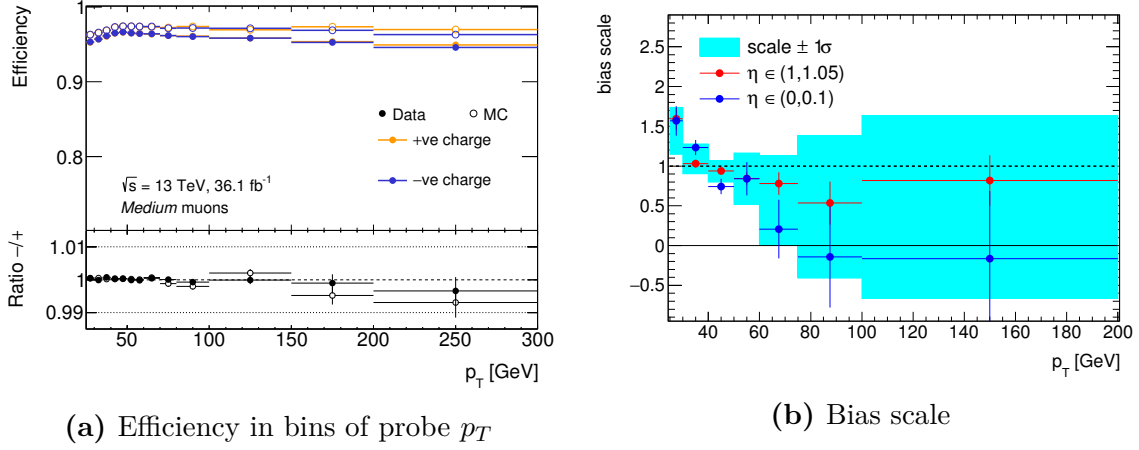 Efficiency
1
0.9
0.8
Data
MC
+ve charge
−ve charge
√s = 13 TeV, 36.1 fb⁻¹
Medium muons
Ratio −/+
1.01
1
0.99
50 100 150 200 250 300
p_T [GeV]
(a) Efficiency in bins of probe p_T
bias scale
2.5
2
1.5
1
0.5
0
−0.5
scale ± 1σ
η ∈ (1,1.05)
η ∈ (0,0.1)
40 60 80 100 120 140 160 180 200
p_T [GeV]
(b) Bias scale